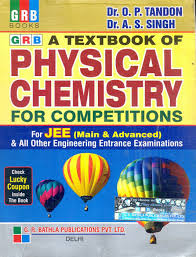 GRB
BOOKS
Dr. O. P. TANDON
Dr. A. S. SINGH
GRB A TEXTBOOK OF
PHYSICAL
CHEMISTRY
FOR COMPETITIONS
For JEE (Main & Advanced)
& All Other Engineering Entrance Examinations
Check
Lucky
Coupon
Inside
The Book
G. R. BATHLA PUBLICATIONS PVT. LTD.
DELHI